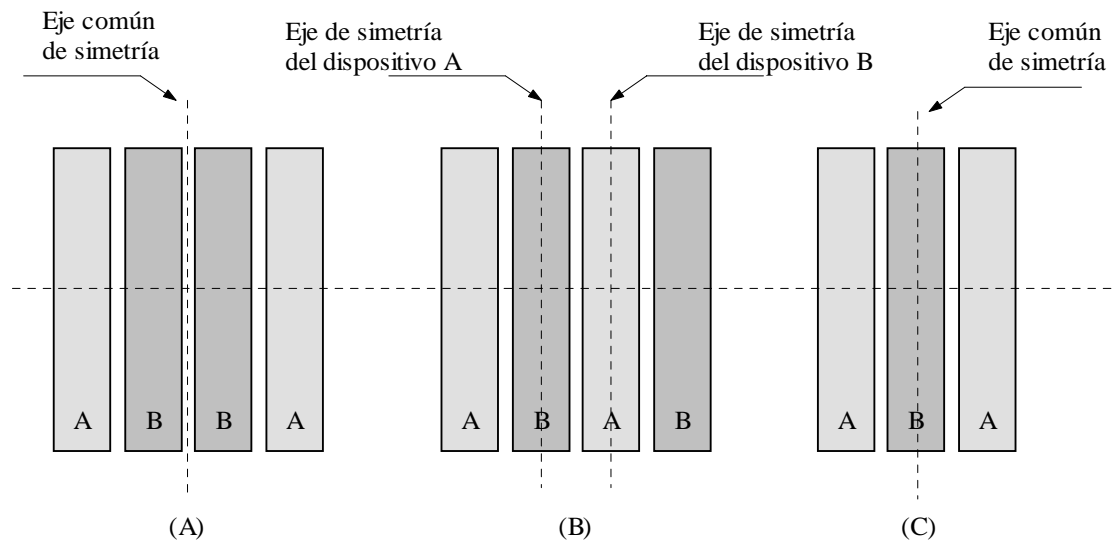 Eje común
de simetría
Eje de simetría
del dispositivo A
Eje de simetría
del dispositivo B
Eje común
de simetría
A B B A
A B A B
A B A
(A)
(B)
(C)